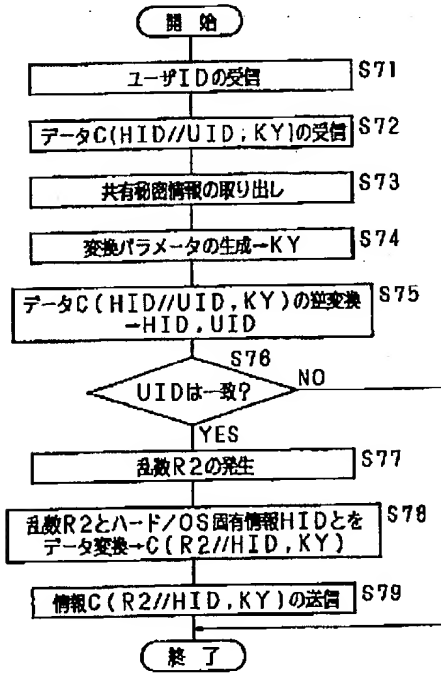 開始
ユーザIDの受信 S71
データC(HID//UID,KY)の受信 S72
共有秘密情報の取り出し S73
変換パラメータの生成→KY S74
データC(HID//UID,KY)の逆変換
→HID,UID S75
S76
UIDは一致? NO
YES
乱数R2の発生 S77
乱数R2とハード/OS固有情報HIDとを
データ変換→C(R2//HID,KY) S78
情報C(R2//HID,KY)の送信 S79
終了